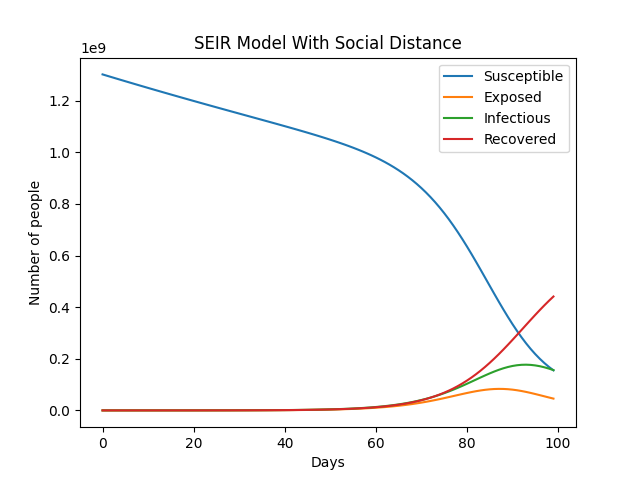 SEIR Model With Social Distance
1e9
Susceptible
Exposed
Infectious
Recovered
Number of people
1.2
1.0
0.8
0.6
0.4
0.2
0.0
0 20 40 60 80 100
Days